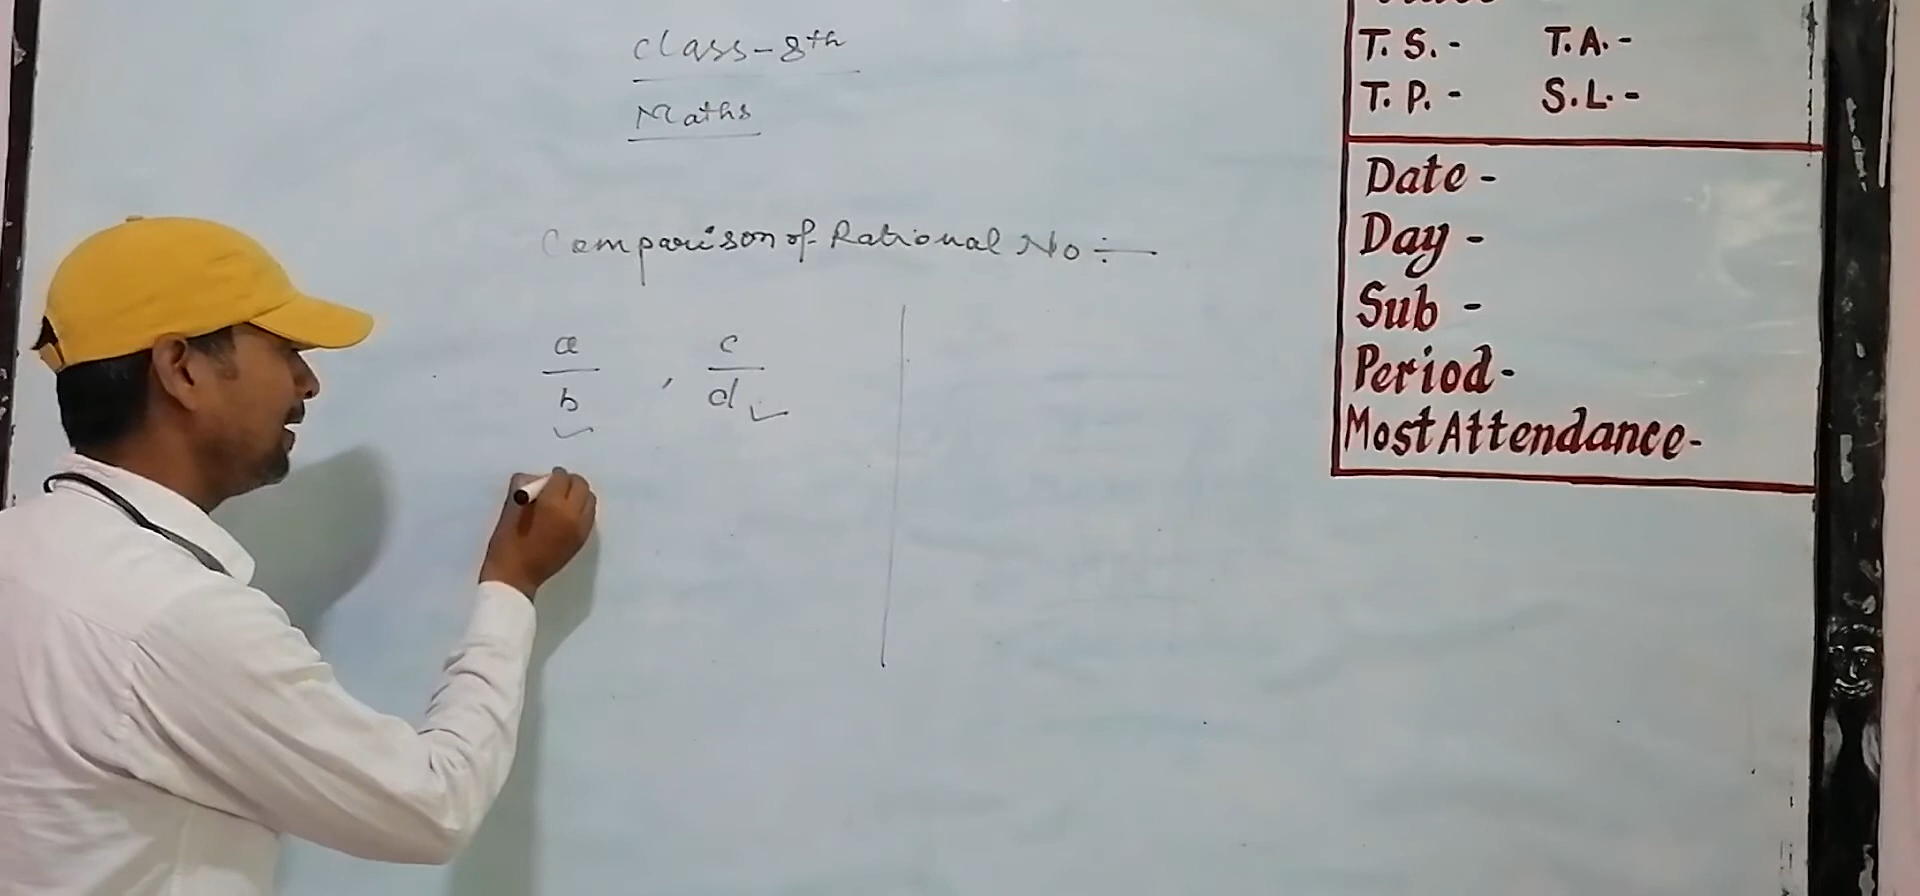 Class-8th
Maths
Comparison of Rational No :-
a/b , c/d
T. S. - T.A. -
T. P. - S.L. -
Date -
Day -
Sub -
Period -
Most Attendance -